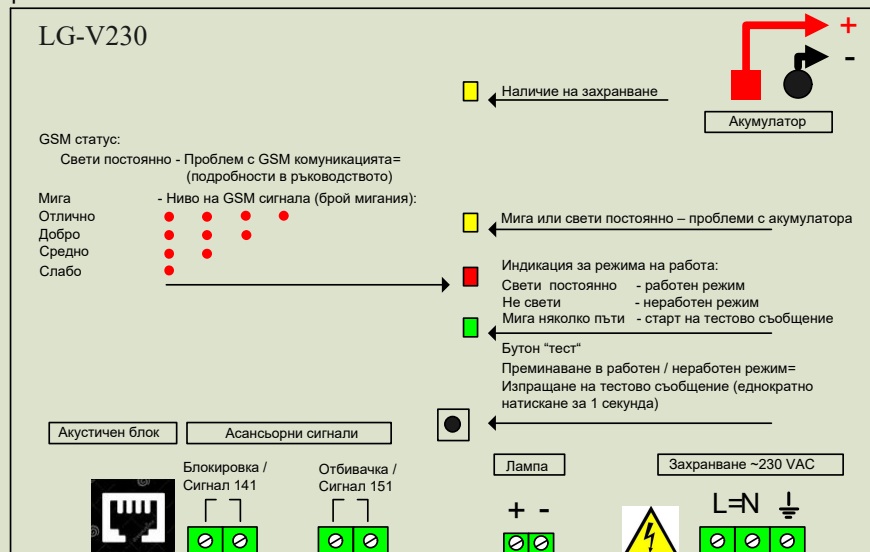 LG-V230
+
-
Акумулатор
Наличие на захранване
GSM статус:
Свети постоянно - Проблем с GSM комуникацията=
(подробности в ръководството)
Мига - Ниво на GSM сигнала (брой мигания):
Отлично
Добро
Средно
Слабо
Мига или свети постоянно – проблеми с акумулатора
Индикация за режима на работа:
Свети постоянно - работен режим
Не свети - неработен режим
Мига няколко пъти - старт на тестово съобщение
Бутон “тест“
Преминаване в работен / неработен режим=
Изпращане на тестово съобщение (еднократно
натискане за 1 секунда)
Акустичен блок
Асансьорни сигнали
Блокировка /
Сигнал 141
Отбивачка /
Сигнал 151
Лампа
+ -
Захранване ~230 VAC
L=N